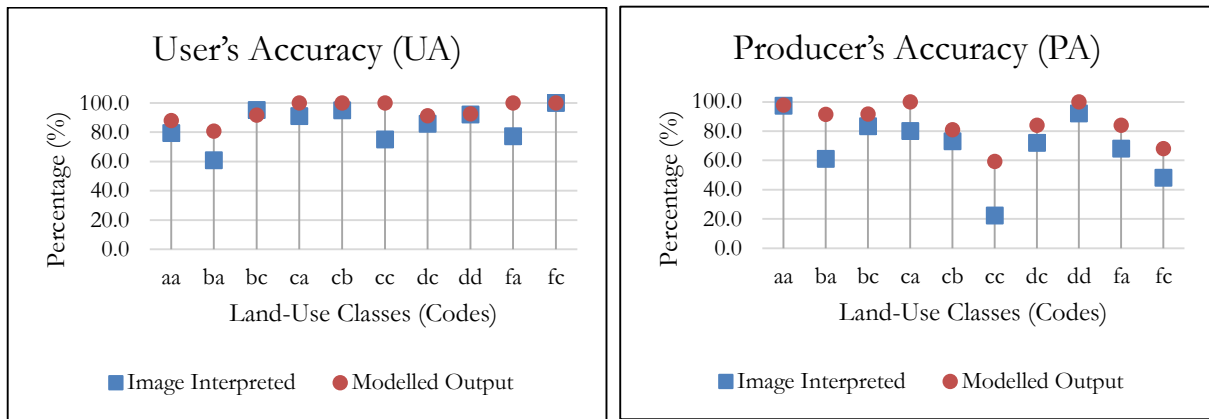 User's Accuracy (UA)
Percentage (%)
100.0
80.0
60.0
40.0
20.0
0.0
aa ba bc ca cb cc dc dd fa fc
Land-Use Classes (Codes)
Image Interpreted Modelled Output
Producer's Accuracy (PA)
Percentage (%)
100.0
80.0
60.0
40.0
20.0
0.0
aa ba bc ca cb cc dc dd fa fc
Land-Use Classes (Codes)
Image Interpreted Modelled Output